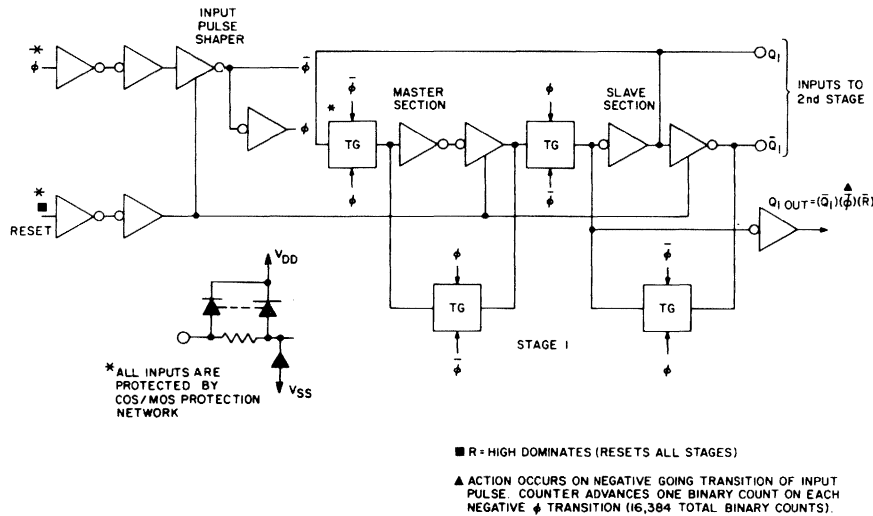 INPUT
PULSE
SHAPER
*
ϕ
ϕ̅
ϕ
*
■
RESET
ϕ̅
*
TG
ϕ
MASTER
SECTION
ϕ
TG
ϕ̅
SLAVE
SECTION
Q1
Q̅1
INPUTS TO
2nd STAGE
▲
Q1 OUT=(Q̅1)(ϕ̅)(R̅)
ϕ
TG
ϕ̅
ϕ̅
TG
ϕ
STAGE 1
VDD
VSS
*ALL INPUTS ARE
PROTECTED BY
COS/MOS PROTECTION
NETWORK
■ R = HIGH DOMINATES (RESETS ALL STAGES)
▲ ACTION OCCURS ON NEGATIVE GOING TRANSITION OF INPUT
PULSE. COUNTER ADVANCES ONE BINARY COUNT ON EACH
NEGATIVE ϕ TRANSITION (16,384 TOTAL BINARY COUNTS).